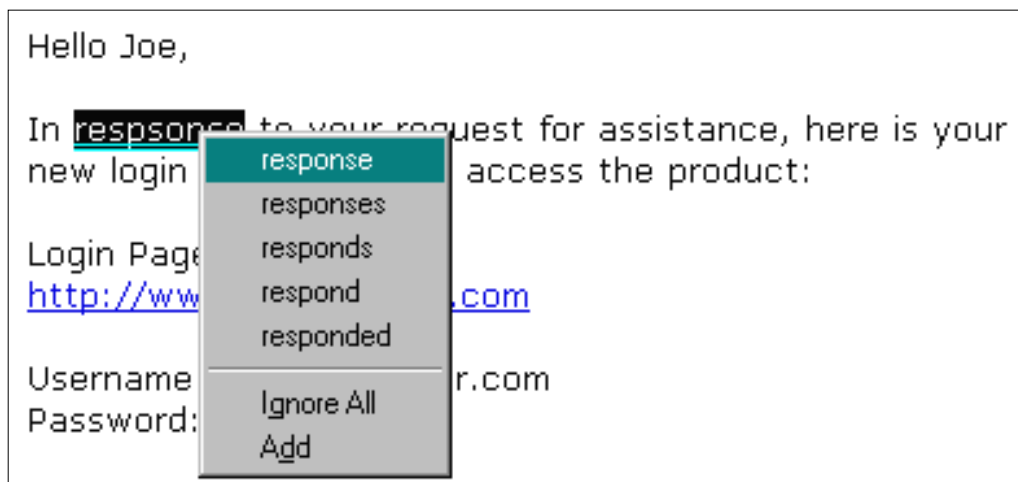 Hello Joe,
In respsonse to your request for assistance, here is your
new login access the product:
Login Page
http://ww .com
Username r.com
Password:
response
responses
responds
respond
responded
Ignore All
Add